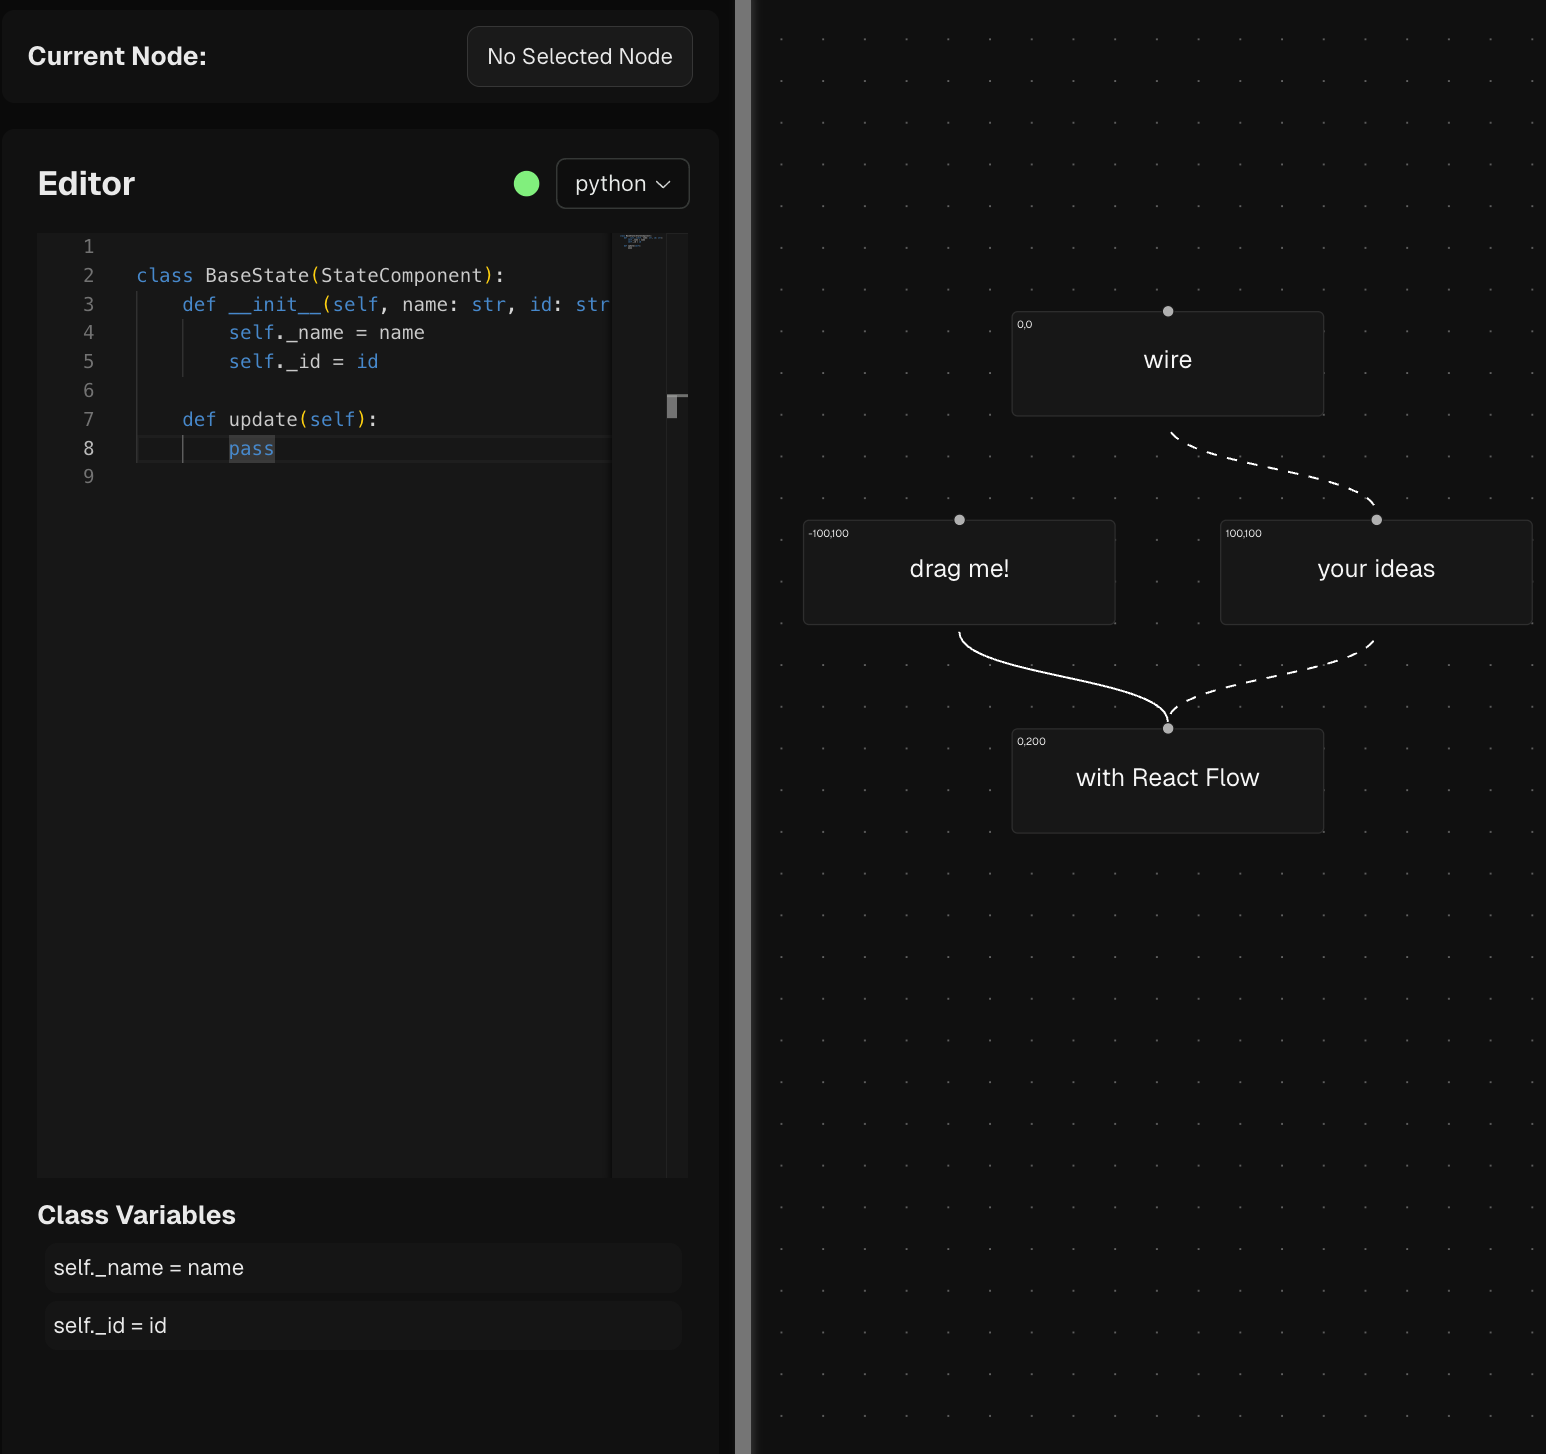 Current Node:
No Selected Node
Editor
python
1
2 class BaseState(StateComponent):
3     def __init__(self, name: str, id: str
4         self._name = name
5         self._id = id
6
7     def update(self):
8         pass
9
Class Variables
self._name = name
self._id = id
0,0
wire
-100,100
drag me!
100,100
your ideas
0,200
with React Flow